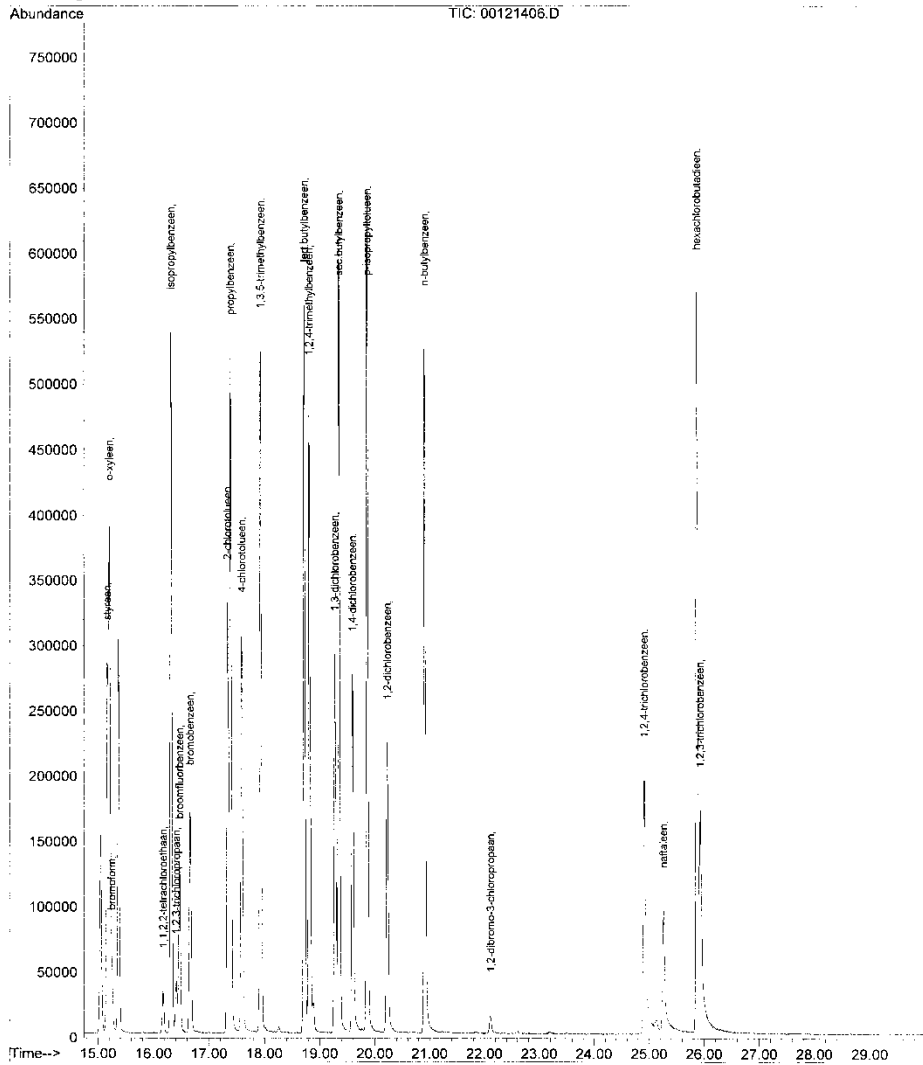 Abundance
TIC: 00121406.D
750000
700000
650000
600000
550000
500000
450000
400000
350000
300000
250000
200000
150000
100000
50000
0
Time-->
15.00 16.00 17.00 18.00 19.00 20.00 21.00 22.00 23.00 24.00 25.00 26.00 27.00 28.00 29.00
styreen,
o-xyleen,
bromoform,
1,1,2,2-tetrachloroethaan,
isopropylbenzeen,
1,2,3-trichloropropaan,
broomfluorbenzeen,
bromobenzeen,
2-chlorotolueen,
propylbenzeen,
4-chlorotolueen,
1,3,5-trimethylbenzeen,
tert.butylbenzeen,
1,2,4-trimethylbenzeen,
1,3-dichlorobenzeen,
sec.butylbenzeen,
1,4-dichlorobenzeen,
p-isopropyltolueen,
1,2-dichlorobenzeen,
n-butylbenzeen,
1,2-dibromo-3-chloropropaan,
1,2,4-trichlorobenzeen,
naftaleen,
hexachlorobutadieen,
1,2,3-trichlorobenzeen,